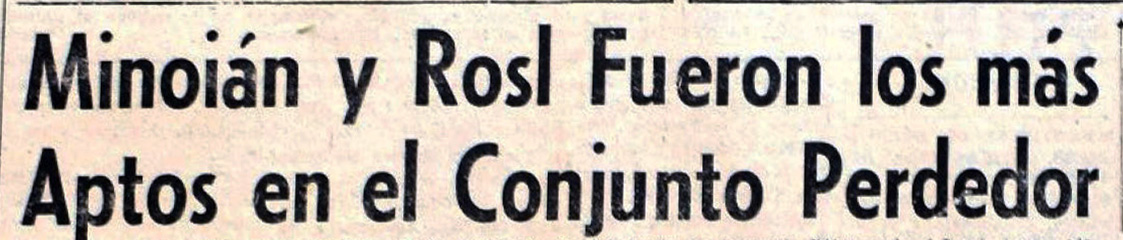 Minoián y Rosl Fueron los más
Aptos en el Conjunto Perdedor